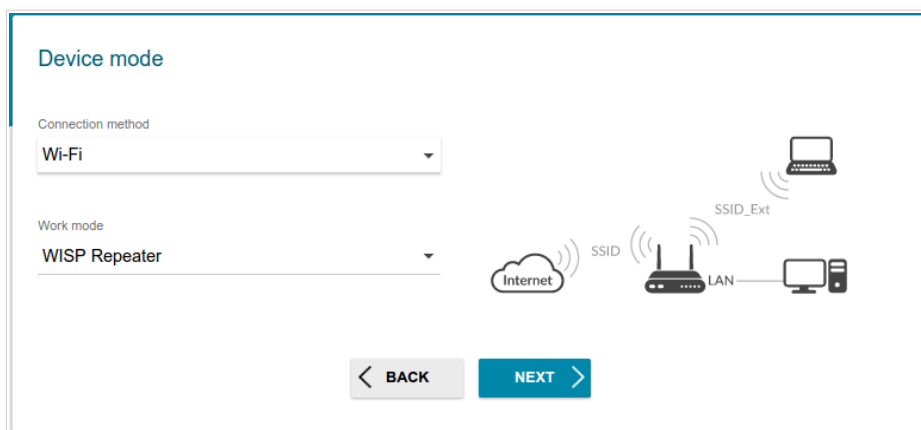 Device mode
Connection method
Wi-Fi
Work mode
WISP Repeater
SSID_Ext
SSID
Internet
LAN
BACK
NEXT